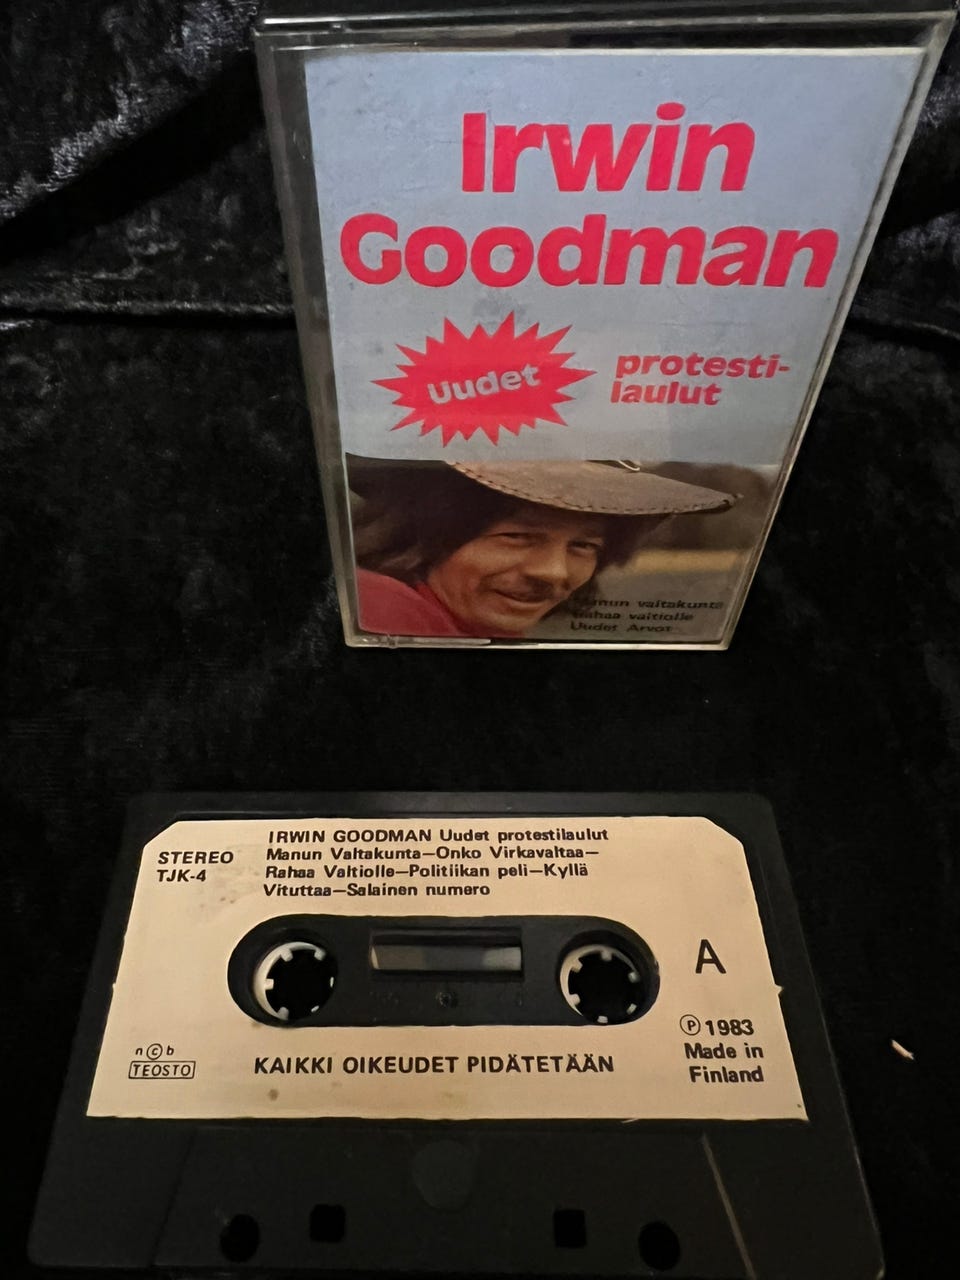 Irwin
Goodman
Uudet
protesti-
laulut
Manun valtakunta
Rahaa valtiolle
Uudet Arvot
IRWIN GOODMAN Uudet protestilaulut
STEREO
TJK-4
Manun Valtakunta—Onko Virkavaltaa—
Rahaa Valtiolle—Politiikan peli—Kyllä
Vituttaa—Salainen numero
A
Ⓟ 1983
Made in
Finland
n©b
TEOSTO
KAIKKI OIKEUDET PIDÄTETÄÄN